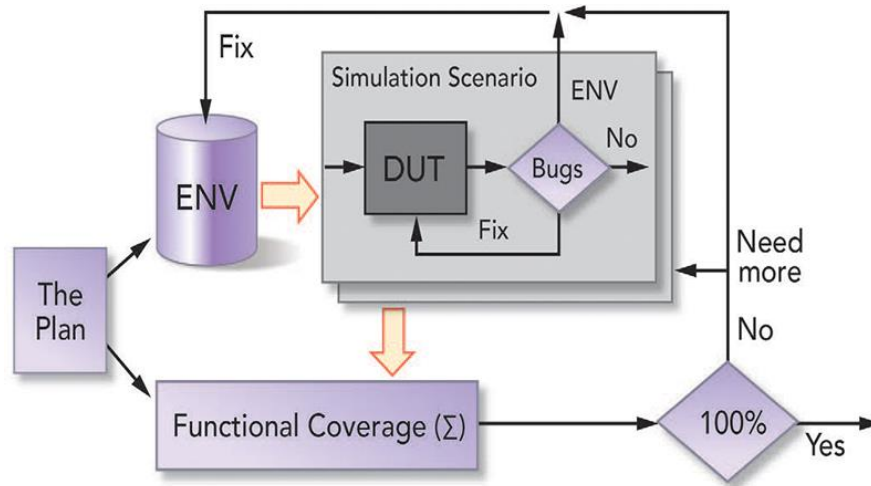 Fix
Simulation Scenario
ENV
No
DUT
Bugs
ENV
Fix
The
Plan
Need
more
No
Functional Coverage (Σ)
100%
Yes